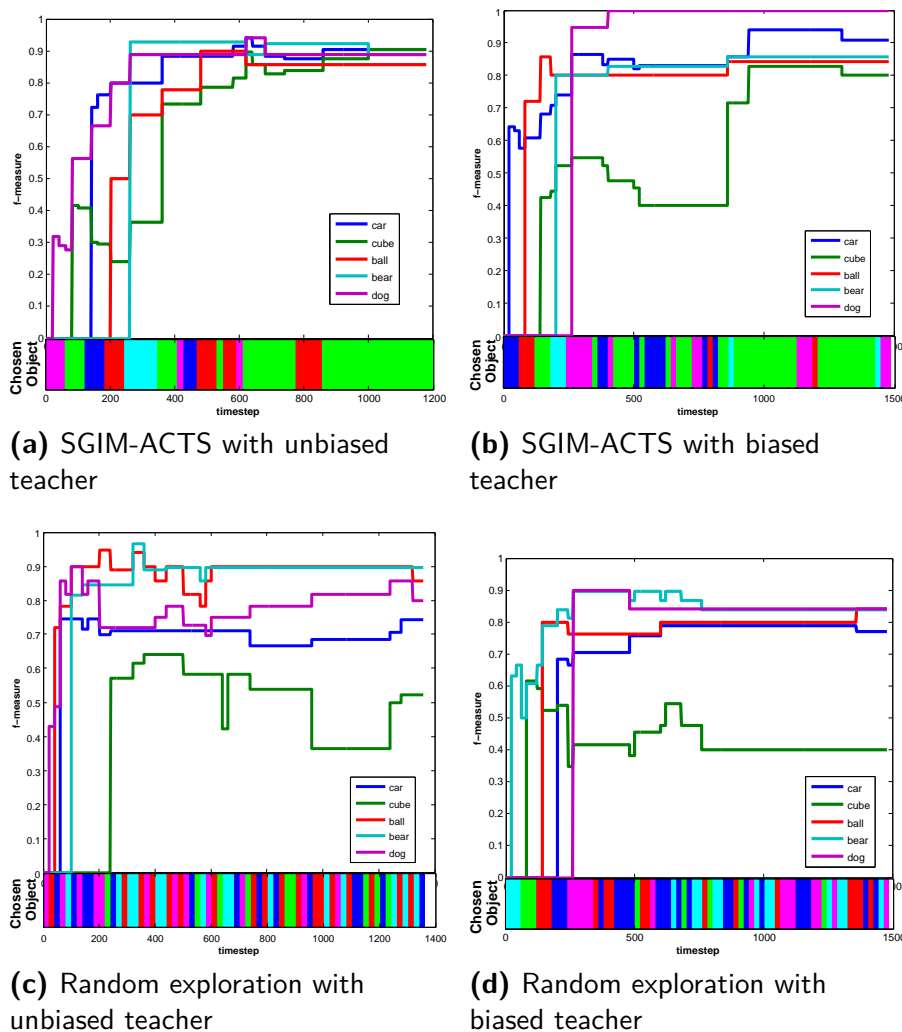 1
0.9
0.8
0.7
0.6
0.5
0.4
0.3
0.2
0.1
0
f-measure
car
cube
ball
bear
dog
Chosen
Object
0 200 400 600 800 1000 1200
timestep
(a) SGIM-ACTS with unbiased
teacher
1
0.9
0.8
0.7
0.6
0.5
0.4
0.3
0.2
0.1
0
f-measure
car
cube
ball
bear
dog
Chosen
Object
0 500 1000 1500
timestep
(b) SGIM-ACTS with biased
teacher
1
0.9
0.8
0.7
0.6
0.5
0.4
0.3
0.2
0.1
0
f-measure
car
cube
ball
bear
dog
Chosen
Object
0 200 400 600 800 1000 1200 1400
timestep
(c) Random exploration with
unbiased teacher
1
0.9
0.8
0.7
0.6
0.5
0.4
0.3
0.2
0.1
0
f-measure
car
cube
ball
bear
dog
Chosen
Object
0 500 1000 1500
timestep
(d) Random exploration with
biased teacher